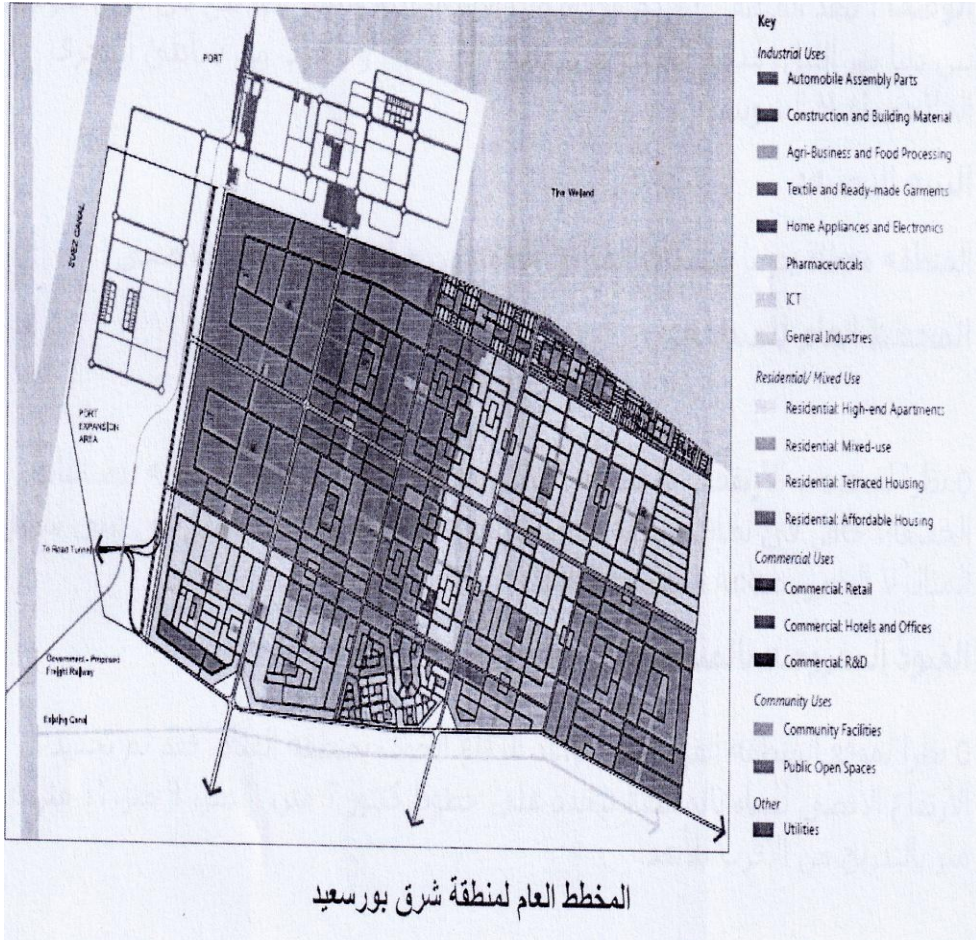 PORT
SUEZ CANAL
The Wetland
PORT
EXPANSION
AREA
To Road Tunnel
Government - Proposed
Freight Railway
Existing Canal
Key
Industrial Uses
Automobile Assembly Parts
Construction and Building Material
Agri-Business and Food Processing
Textile and Ready-made Garments
Home Appliances and Electronics
Pharmaceuticals
ICT
General Industries
Residential/ Mixed Use
Residential: High-end Apartments
Residential: Mixed-use
Residential: Terraced Housing
Residential: Affordable Housing
Commercial Uses
Commercial: Retail
Commercial: Hotels and Offices
Commercial: R&D
Community Uses
Community Facilities
Public Open Spaces
Other
Utilities
المخطط العام لمنطقة شرق بورسعيد